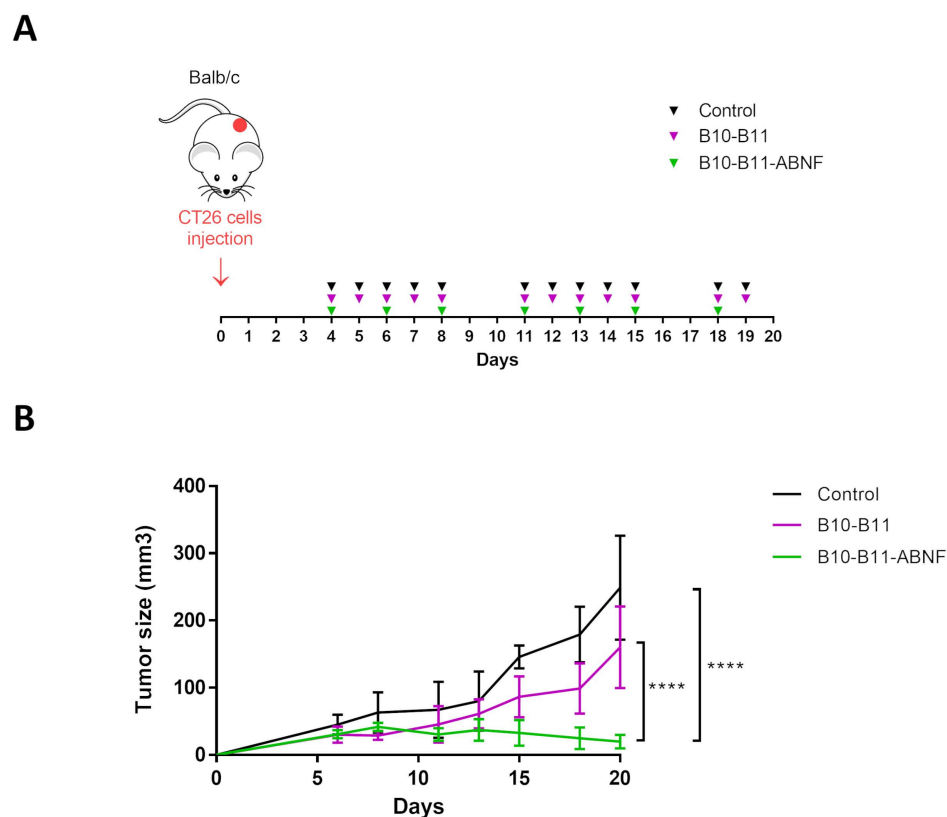 A
Balb/c
CT26 cells
injection
Control
B10-B11
B10-B11-ABNF
0 1 2 3 4 5 6 7 8 9 10 11 12 13 14 15 16 17 18 19 20
Days
B
Tumor size (mm3)
400
300
200
100
0
0 5 10 15 20
Days
Control
B10-B11
B10-B11-ABNF
****
****